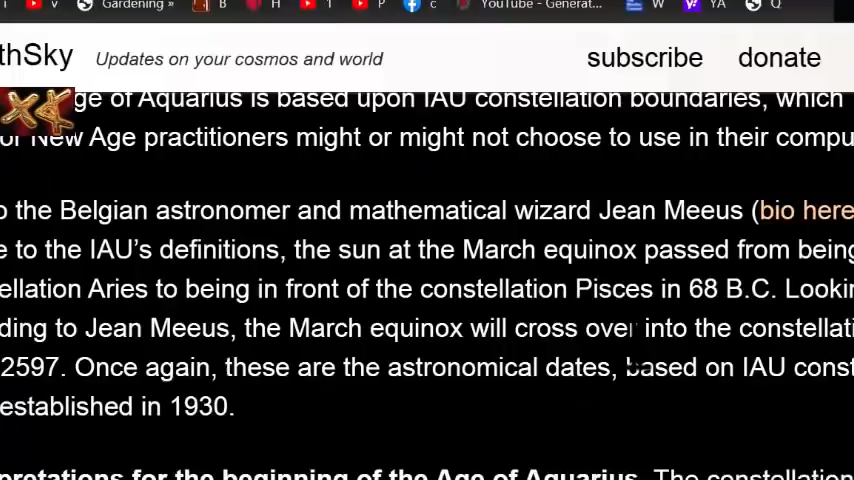 Gardening » B H 1 P c YouTube - Generat... W YA Q
thSky Updates on your cosmos and world subscribe donate
ge of Aquarius is based upon IAU constellation boundaries, which
or New Age practitioners might or might not choose to use in their compu
o the Belgian astronomer and mathematical wizard Jean Meeus (bio here
e to the IAU's definitions, the sun at the March equinox passed from being
ellation Aries to being in front of the constellation Pisces in 68 B.C. Lookin
ding to Jean Meeus, the March equinox will cross over into the constellati
2597. Once again, these are the astronomical dates, based on IAU const
established in 1930.
pretations for the beginning of the Age of Aquarius. The constellation